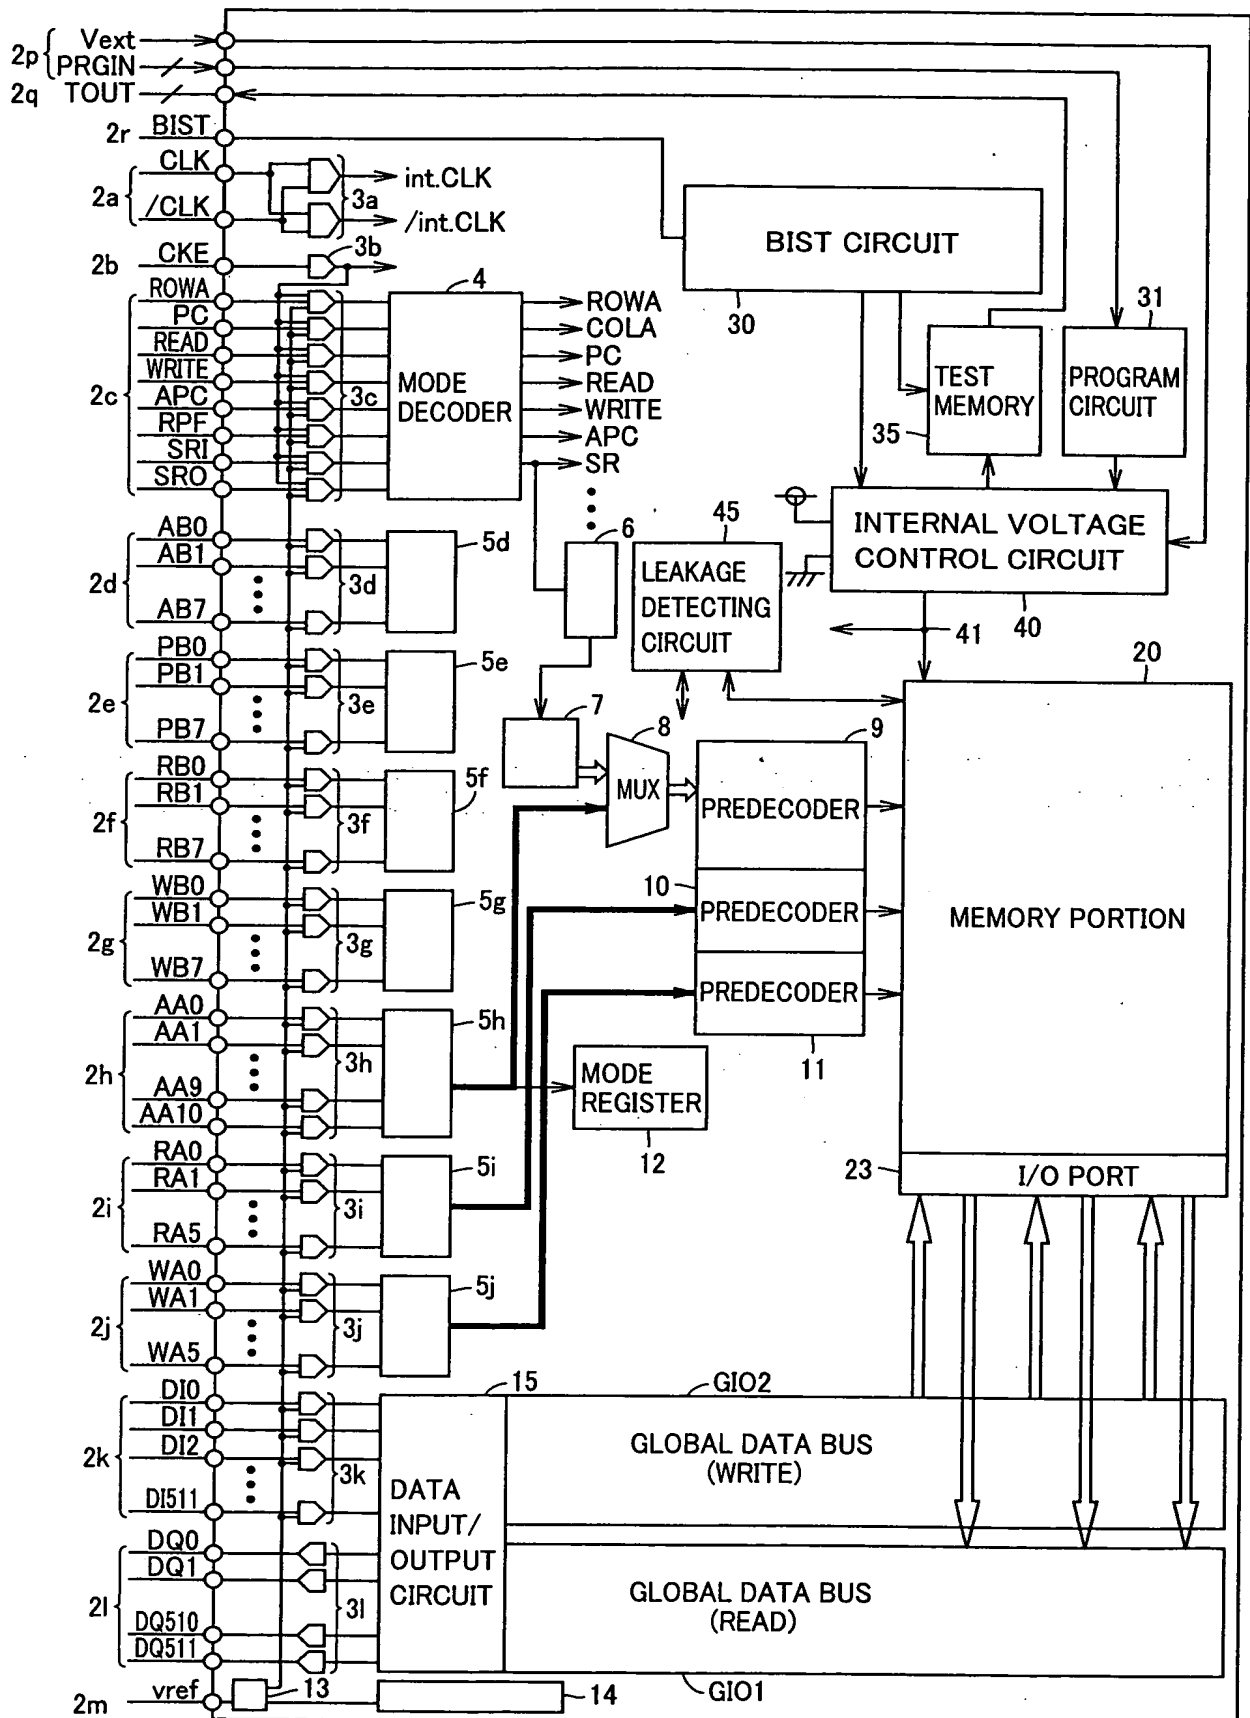 2p
Vext
PRGIN
2q TOUT
2r BIST
2a
CLK
/CLK
3a
int.CLK
/int.CLK
BIST CIRCUIT
30
2b CKE
3b
2c
ROWA
PC
READ
WRITE
APC
RPF
SRI
SRO
3c
4
MODE
DECODER
ROWA
COLA
PC
READ
WRITE
APC
SR
TEST
MEMORY
35
31
PROGRAM
CIRCUIT
INTERNAL VOLTAGE
CONTROL CIRCUIT
40
41
6
45
LEAKAGE
DETECTING
CIRCUIT
2d
AB0
AB1
AB7
3d
5d
2e
PB0
PB1
PB7
3e
5e
7
8
MUX
9
PREDECODER
10
PREDECODER
PREDECODER
11
20
MEMORY PORTION
23
I/O PORT
2f
RB0
RB1
RB7
3f
5f
2g
WB0
WB1
WB7
3g
5g
2h
AA0
AA1
AA9
AA10
3h
5h
MODE
REGISTER
12
2i
RA0
RA1
RA5
3i
5i
2j
WA0
WA1
WA5
3j
5j
2k
DI0
DI1
DI2
DI511
3k
15
DATA
INPUT/
OUTPUT
CIRCUIT
GIO2
GLOBAL DATA BUS
(WRITE)
2l
DQ0
DQ1
DQ510
DQ511
3l
GLOBAL DATA BUS
(READ)
GIO1
2m vref
13
14